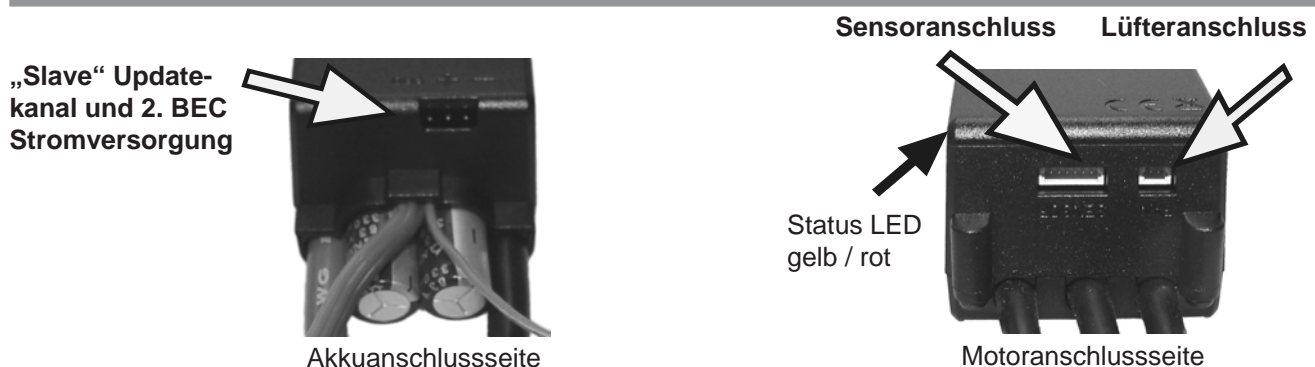 Sensoranschluss
Lüfteranschluss
„Slave“ Update-
kanal und 2. BEC
Stromversorgung
Status LED
gelb / rot
Akkuanschlussseite
Motoranschlussseite